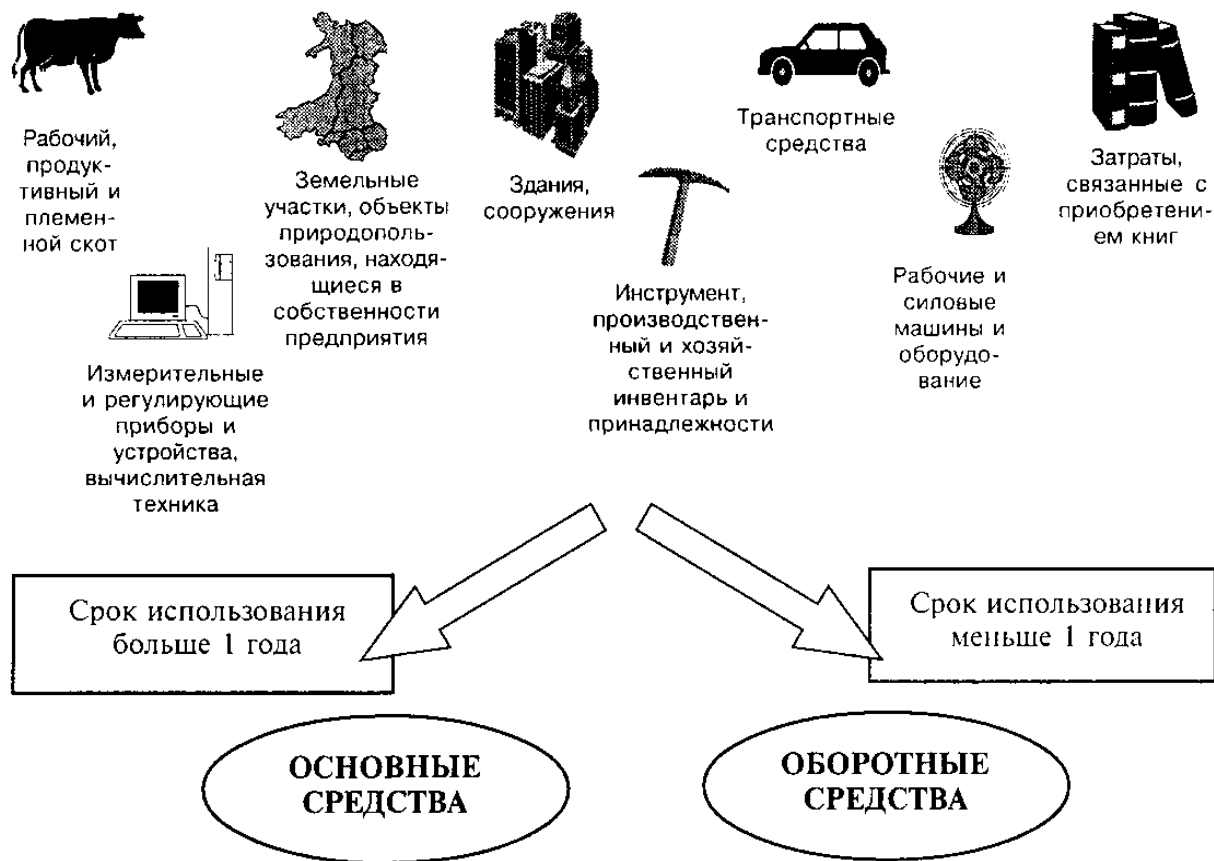 Рабочий,
продук-
тивный и
племен-
ной скот
Земельные
участки, объекты
природополь-
зования, находя-
щиеся в
собственности
предприятия
Здания,
сооружения
Транспортные
средства
Затраты,
связанные с
приобретени-
ем книг
Измерительные
и регулирующие
приборы и
устройства,
вычислительная
техника
Инструмент,
производствен-
ный и хозяй-
ственный
инвентарь и
принадлежности
Рабочие и
силовые
машины и
оборудо-
вание
Срок использования
больше 1 года
Срок использования
меньше 1 года
ОСНОВНЫЕ
СРЕДСТВА
ОБОРОТНЫЕ
СРЕДСТВА